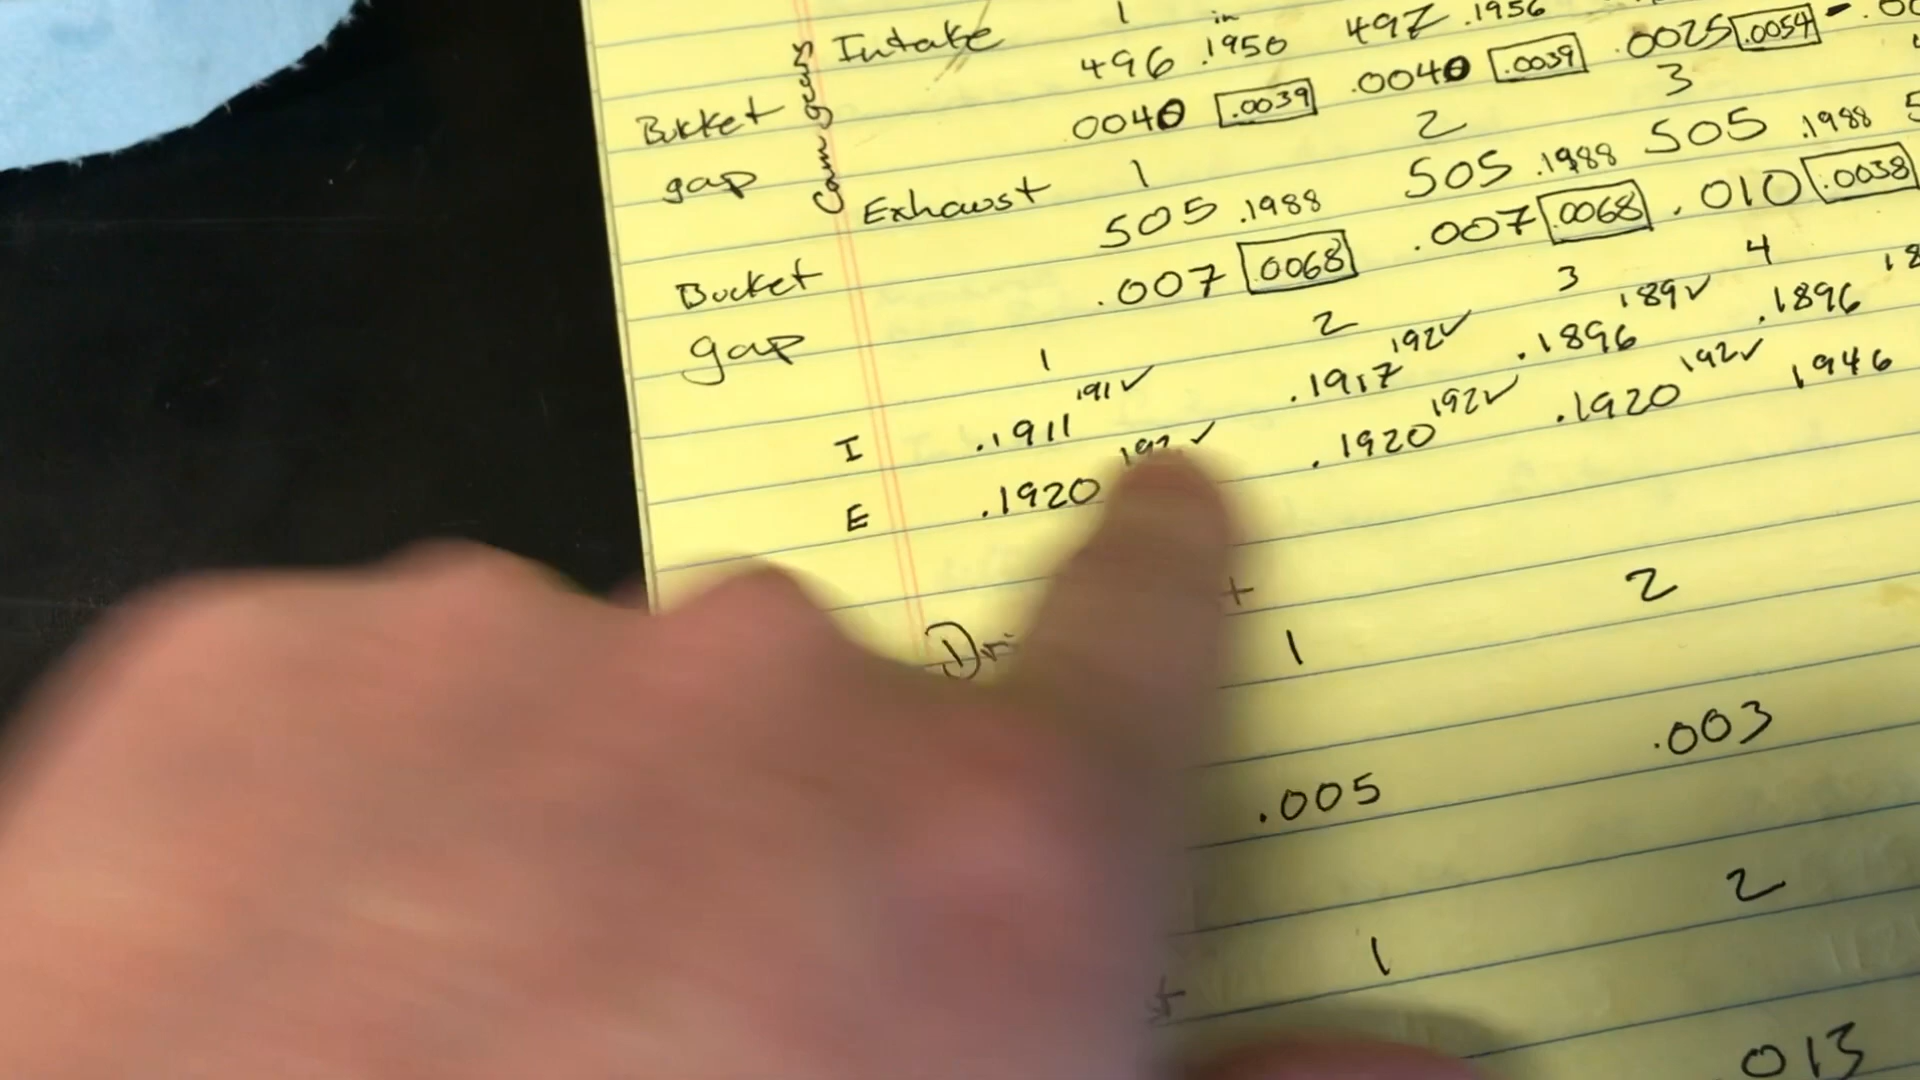 Cam gears
Intake 1
496 .1950 in 497 .1956
Bucket gap .0040 .0039 .0040 .0039 .0025 .0054 -
Exhaust 1 2 3
505 .1988 505 .1988 505 .1988
Bucket gap .007 .0068 .007 .0068 .010 .0038
1 2 3 4
I .1911 191✓ .1917 192✓ .1896 189✓ .1896
E .1920 192✓ .1920 192✓ .1920 192✓ 1946
1 2
.005 .003
1 2
013